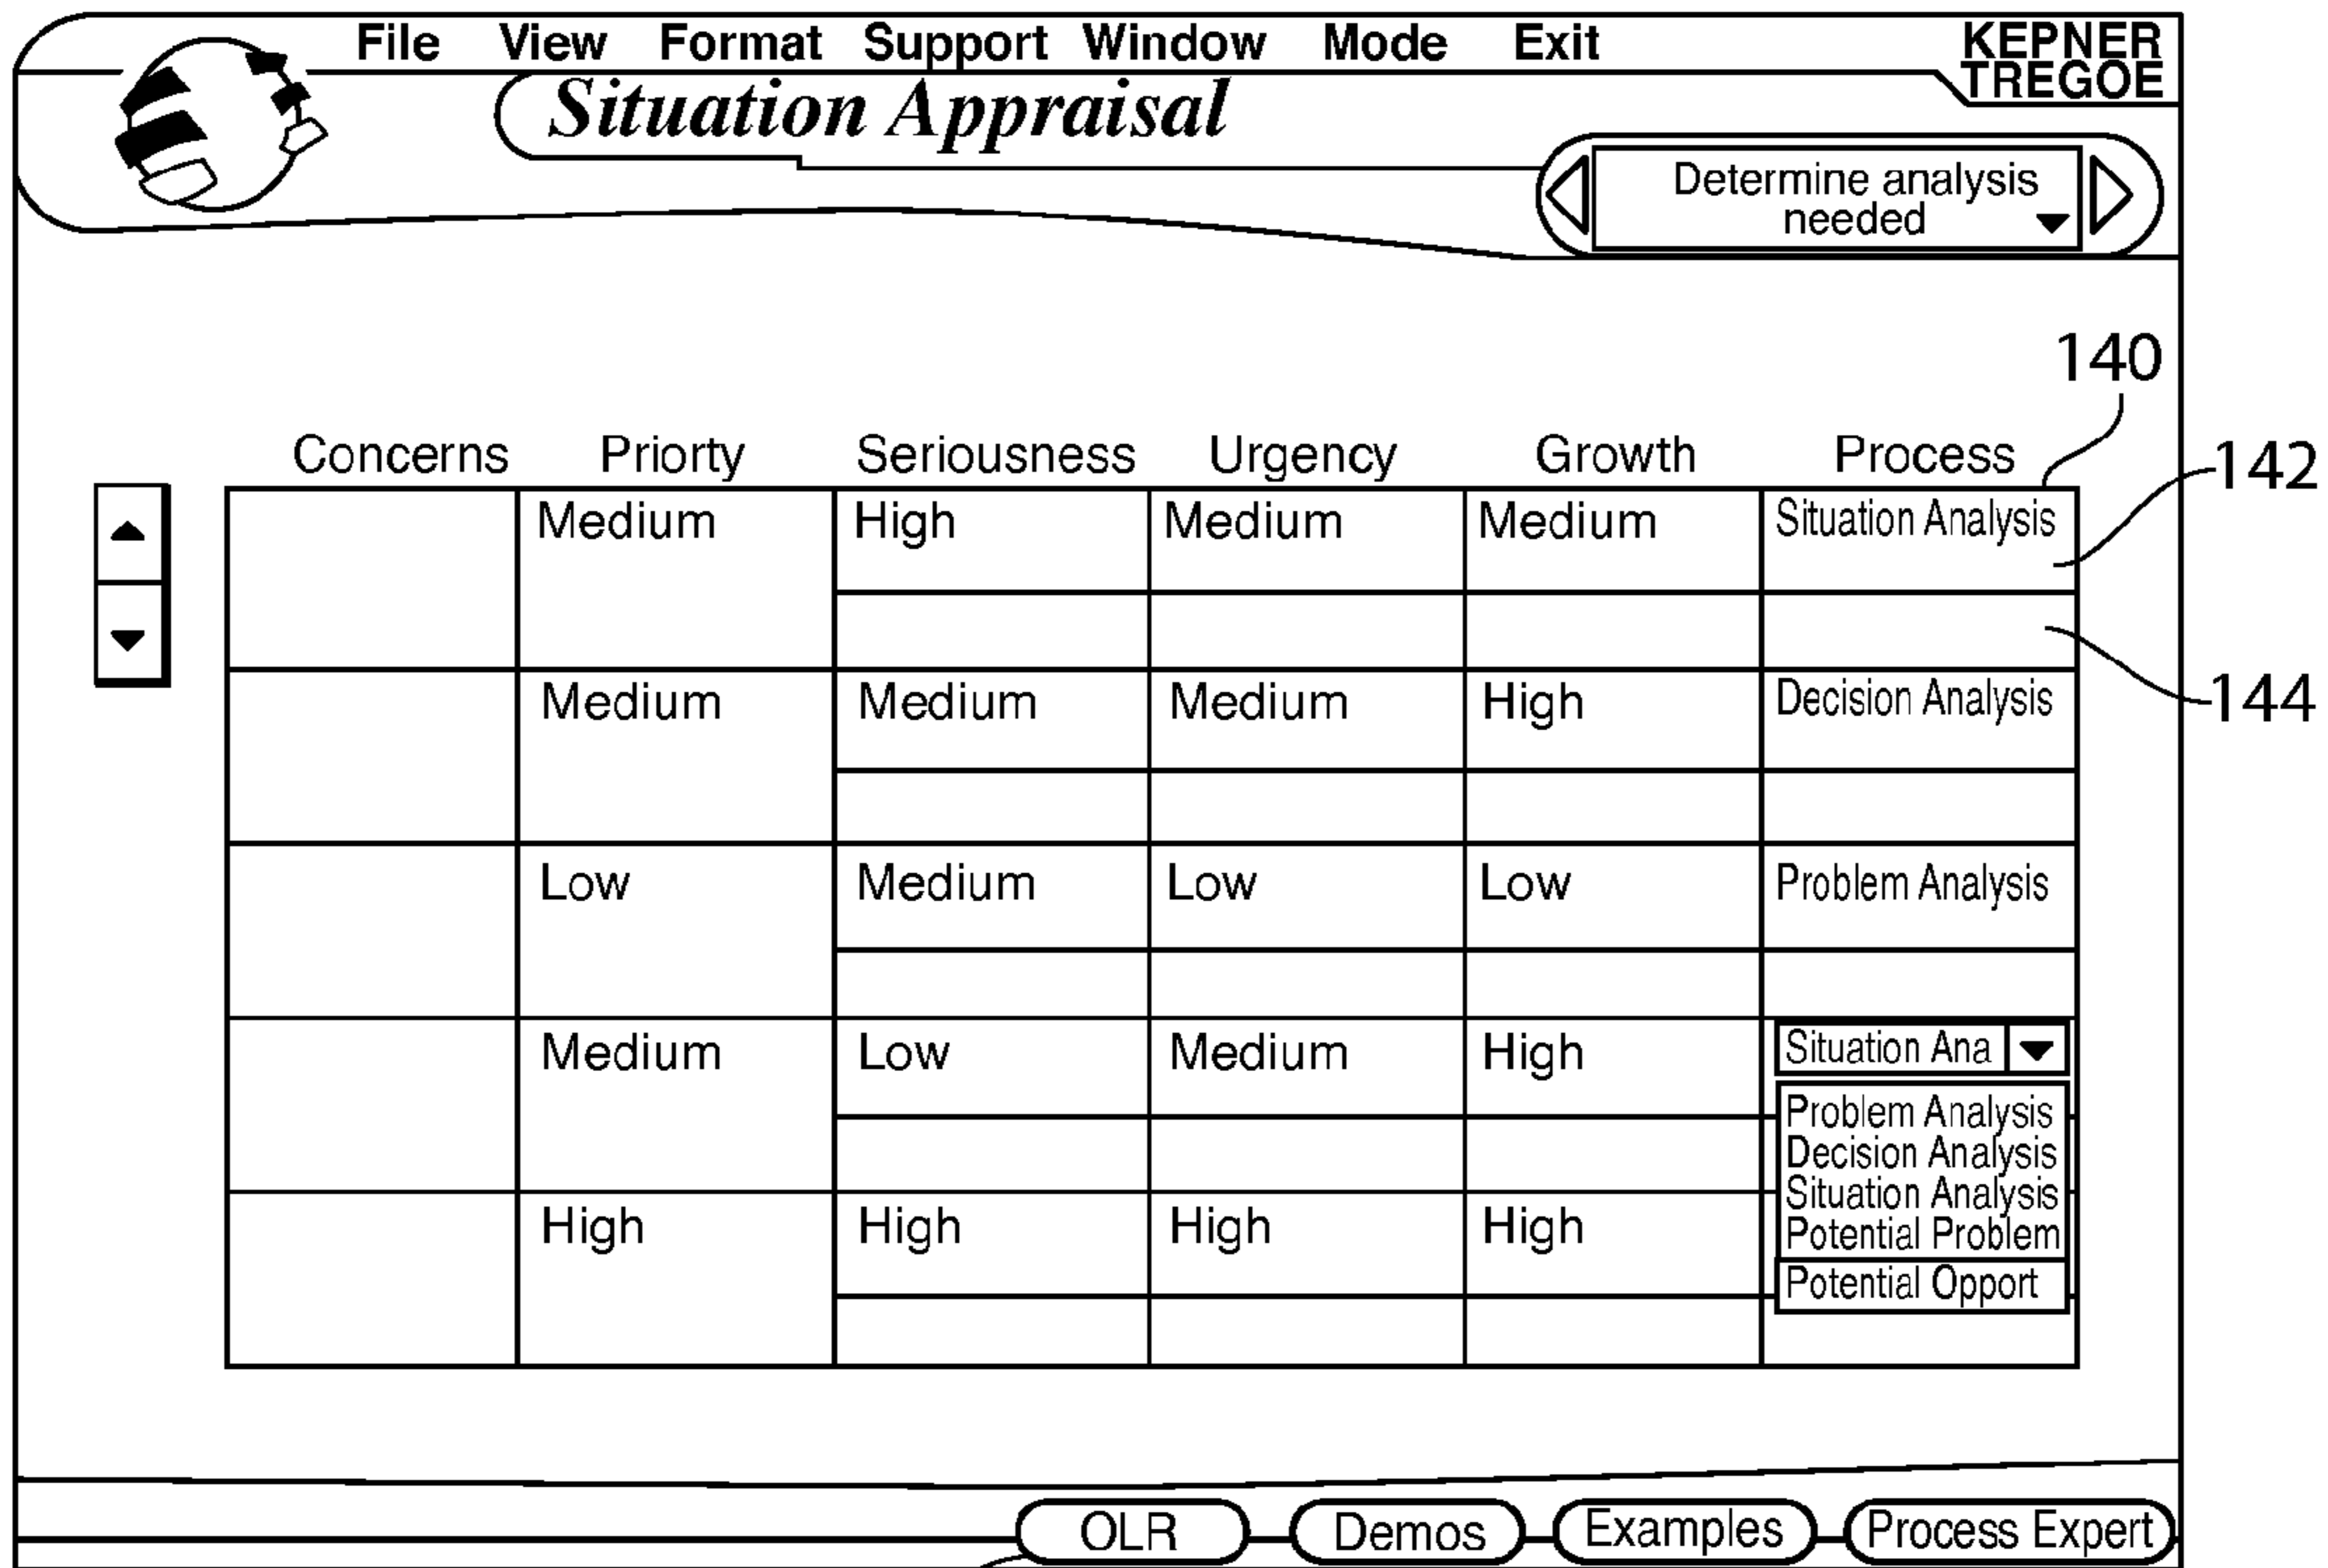 File View Format Support Window Mode Exit
KEPNER
TREGOE
Situation Appraisal
Determine analysis
needed
140
142
144
Concerns Priorty Seriousness Urgency Growth Process
Medium High Medium Medium Situation Analysis
Medium Medium Medium High Decision Analysis
Low Medium Low Low Problem Analysis
Medium Low Medium High Situation Ana
Problem Analysis
Decision Analysis
Situation Analysis
Potential Problem
High High High High
Potential Opport
OLR Demos Examples Process Expert